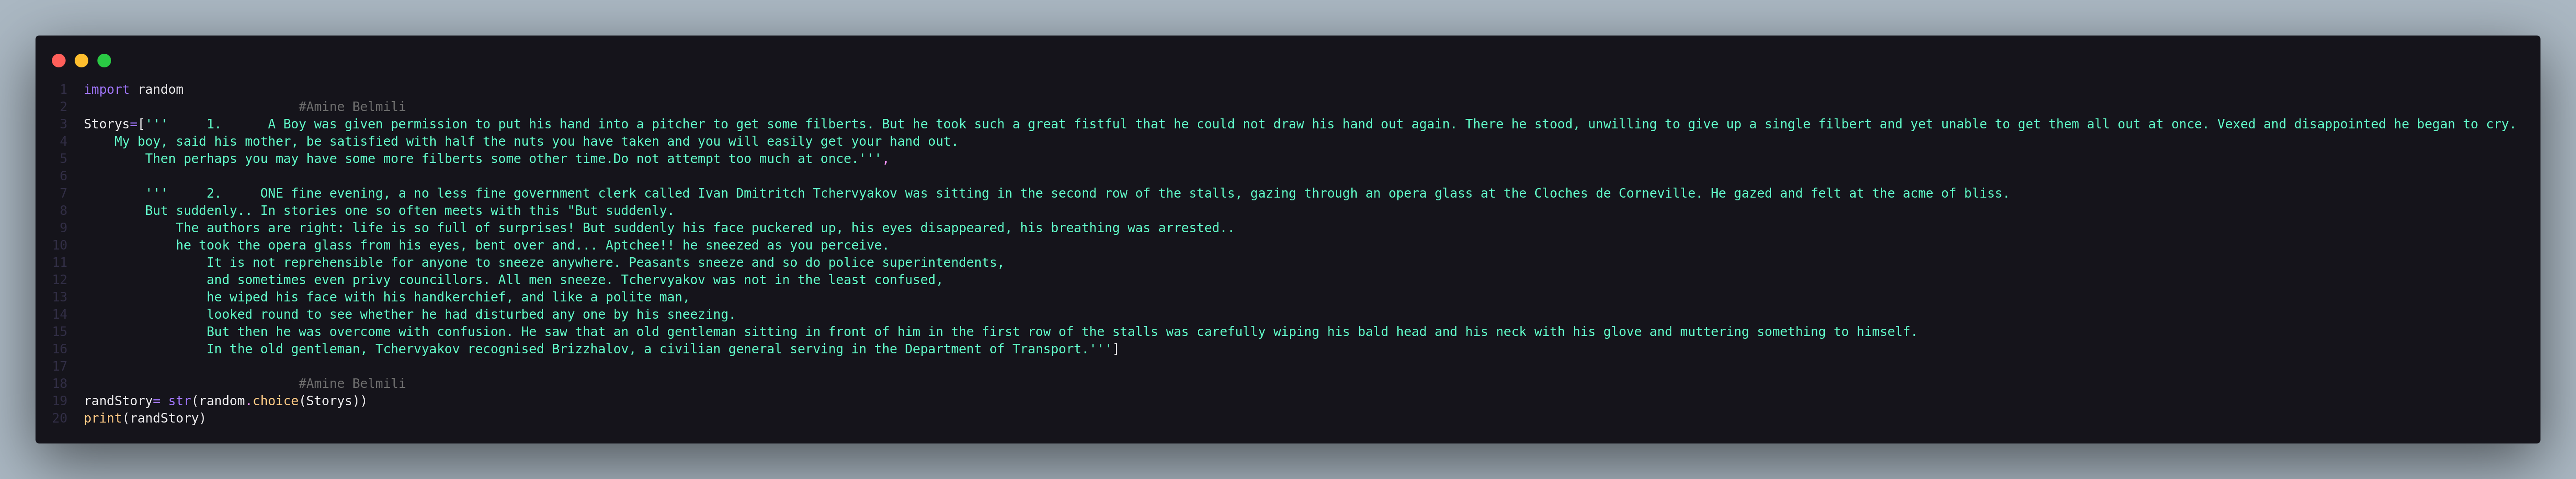 1 import random
2                             #Amine Belmili
3 Storys=['''     1.      A Boy was given permission to put his hand into a pitcher to get some filberts. But he took such a great fistful that he could not draw his hand out again. There he stood, unwilling to give up a single filbert and yet unable to get them all out at once. Vexed and disappointed he began to cry.
4     My boy, said his mother, be satisfied with half the nuts you have taken and you will easily get your hand out.
5         Then perhaps you may have some more filberts some other time.Do not attempt too much at once.''',
6
7         '''     2.     ONE fine evening, a no less fine government clerk called Ivan Dmitritch Tchervyakov was sitting in the second row of the stalls, gazing through an opera glass at the Cloches de Corneville. He gazed and felt at the acme of bliss.
8         But suddenly.. In stories one so often meets with this "But suddenly.
9             The authors are right: life is so full of surprises! But suddenly his face puckered up, his eyes disappeared, his breathing was arrested..
10             he took the opera glass from his eyes, bent over and... Aptchee!! he sneezed as you perceive.
11                 It is not reprehensible for anyone to sneeze anywhere. Peasants sneeze and so do police superintendents,
12                 and sometimes even privy councillors. All men sneeze. Tchervyakov was not in the least confused,
13                 he wiped his face with his handkerchief, and like a polite man,
14                 looked round to see whether he had disturbed any one by his sneezing.
15                 But then he was overcome with confusion. He saw that an old gentleman sitting in front of him in the first row of the stalls was carefully wiping his bald head and his neck with his glove and muttering something to himself.
16                 In the old gentleman, Tchervyakov recognised Brizzhalov, a civilian general serving in the Department of Transport.''']
17
18                             #Amine Belmili
19 randStory= str(random.choice(Storys))
20 print(randStory)